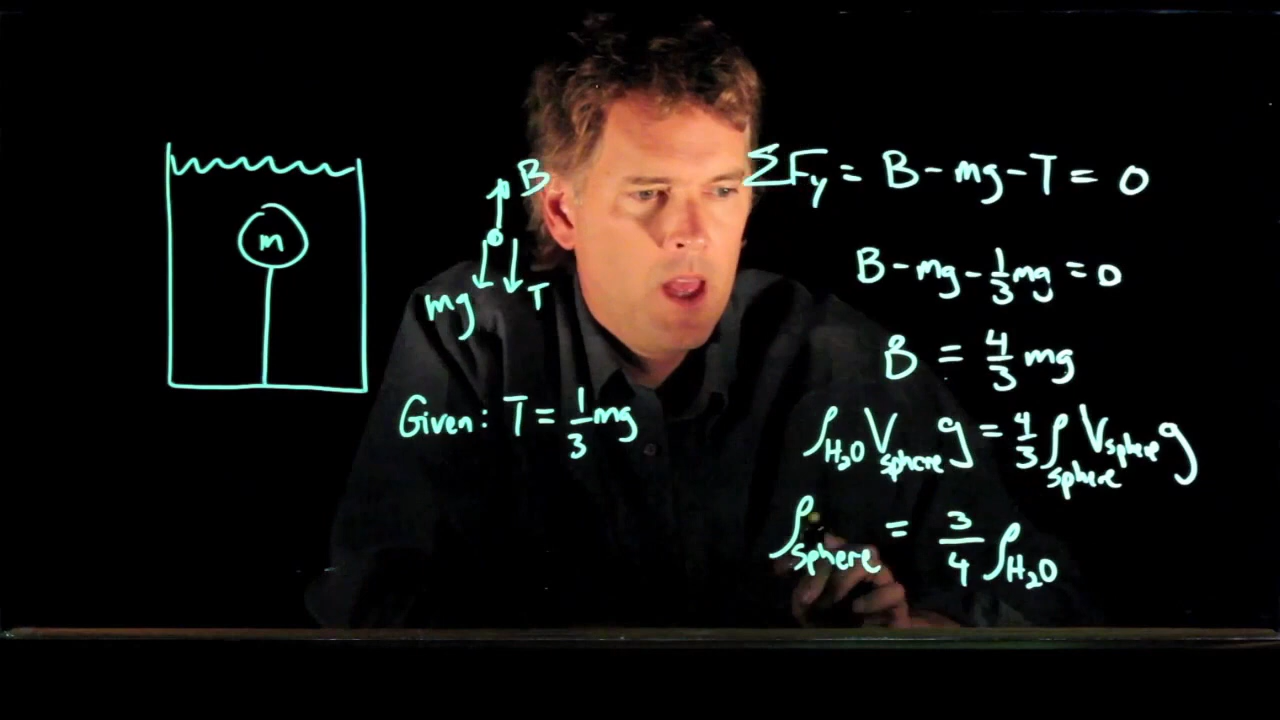 m
B
mg T
Given: T = 1/3 mg
ΣFy = B - mg - T = 0
B - mg - 1/3 mg = 0
B = 4/3 mg
ρH₂O Vsphere g = 4/3 ρsphere Vsphere g
ρsphere = 3/4 ρH₂O